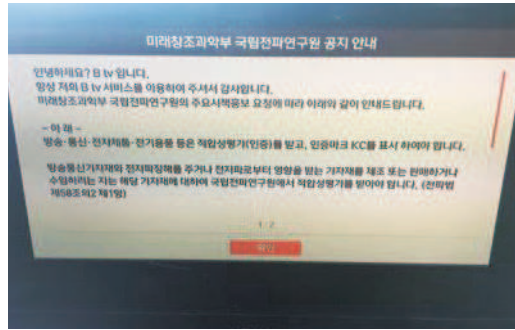 미래창조과학부 국립전파연구원 공지 안내
안녕하세요? B tv 입니다.
항상 저희 B tv 서비스를 이용하여 주셔서 감사합니다.
미래창조과학부 국립전파연구원의 주요시책홍보 요청에 따라 아래와 같이 안내드립니다.
- 아 래 -
방송·통신·전자제품·전기용품 등은 적합성평가(인증)를 받고, 인증마크 KC를 표시 하여야 합니다.
방송통신기자재와 전자파장해를 주거나 전자파로부터 영향을 받는 기자재를 제조 또는 판매하거나
수입하려는 자는 해당 기자재에 대하여 국립전파연구원에서 적합성평가를 받아야 합니다. (전파법
제58조의2 제1항)
1 / 2
확인